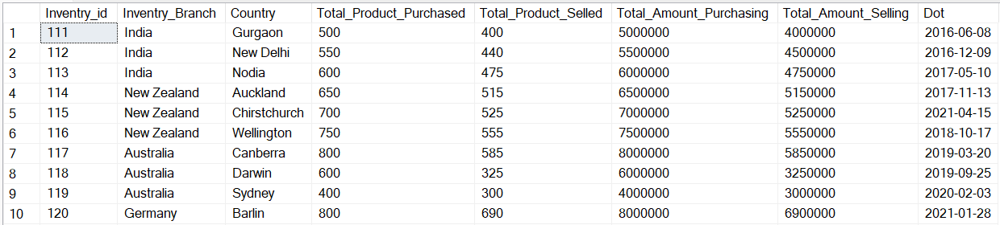 Inventry_id Inventry_Branch Country Total_Product_Purchased Total_Product_Selled Total_Amount_Purchasing Total_Amount_Selling Dot
1 111 India Gurgaon 500 400 5000000 4000000 2016-06-08
2 112 India New Delhi 550 440 5500000 4500000 2016-12-09
3 113 India Nodia 600 475 6000000 4750000 2017-05-10
4 114 New Zealand Auckland 650 515 6500000 5150000 2017-11-13
5 115 New Zealand Chirstchurch 700 525 7000000 5250000 2021-04-15
6 116 New Zealand Wellington 750 555 7500000 5550000 2018-10-17
7 117 Australia Canberra 800 585 8000000 5850000 2019-03-20
8 118 Australia Darwin 600 325 6000000 3250000 2019-09-25
9 119 Australia Sydney 400 300 4000000 3000000 2020-02-03
10 120 Germany Barlin 800 690 8000000 6900000 2021-01-28